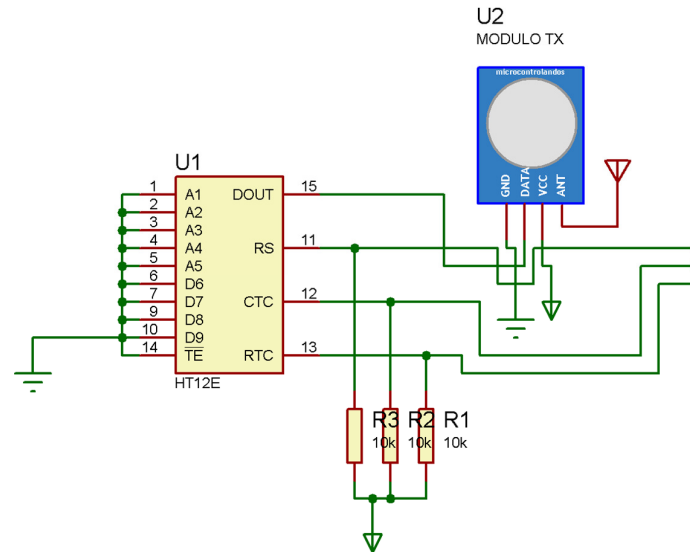 U2
MODULO TX
microcontrolandos
GND
DATA
VCC
ANT
U1
1 A1 DOUT 15
2 A2
3 A3
4 A4 RS 11
5 A5
6 D6
7 D7 CTC 12
9 D8
10 D9
14 TE RTC 13
HT12E
R3 R2 R1
10k 10k 10k